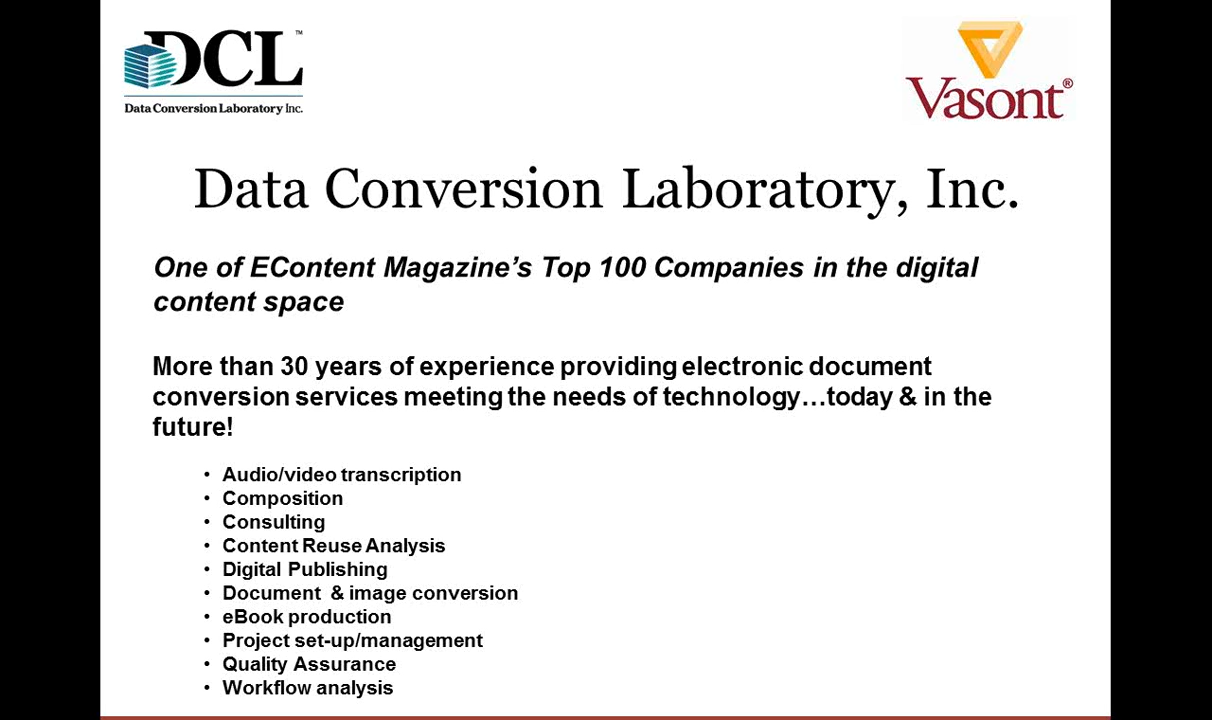 DCL™
Data Conversion Laboratory Inc.
Vasont®
Data Conversion Laboratory, Inc.
One of EContent Magazine’s Top 100 Companies in the digital
content space
More than 30 years of experience providing electronic document
conversion services meeting the needs of technology…today & in the
future!
• Audio/video transcription
• Composition
• Consulting
• Content Reuse Analysis
• Digital Publishing
• Document & image conversion
• eBook production
• Project set-up/management
• Quality Assurance
• Workflow analysis